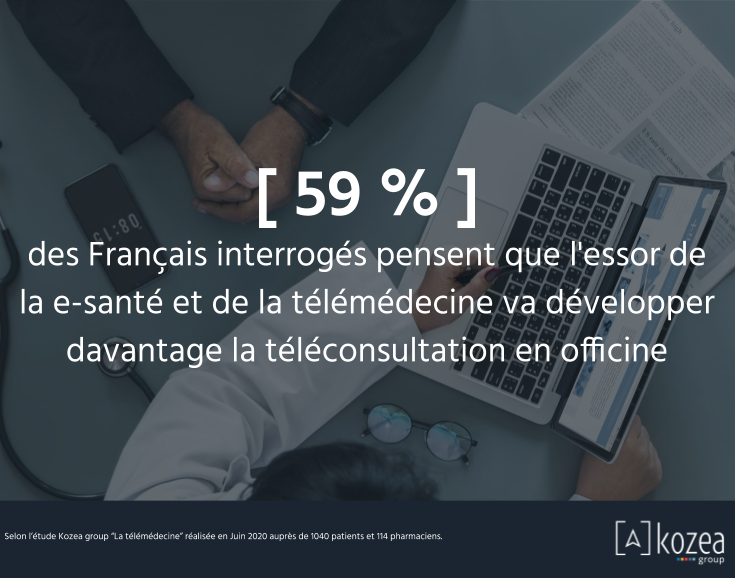 [ 59 % ]
des Français interrogés pensent que l'essor de
la e-santé et de la télémédecine va développer
davantage la téléconsultation en officine
08:13
Selon l'étude Kozea group "La télémédecine" réalisée en Juin 2020 auprès de 1040 patients et 114 pharmaciens.
[A] kozea
group